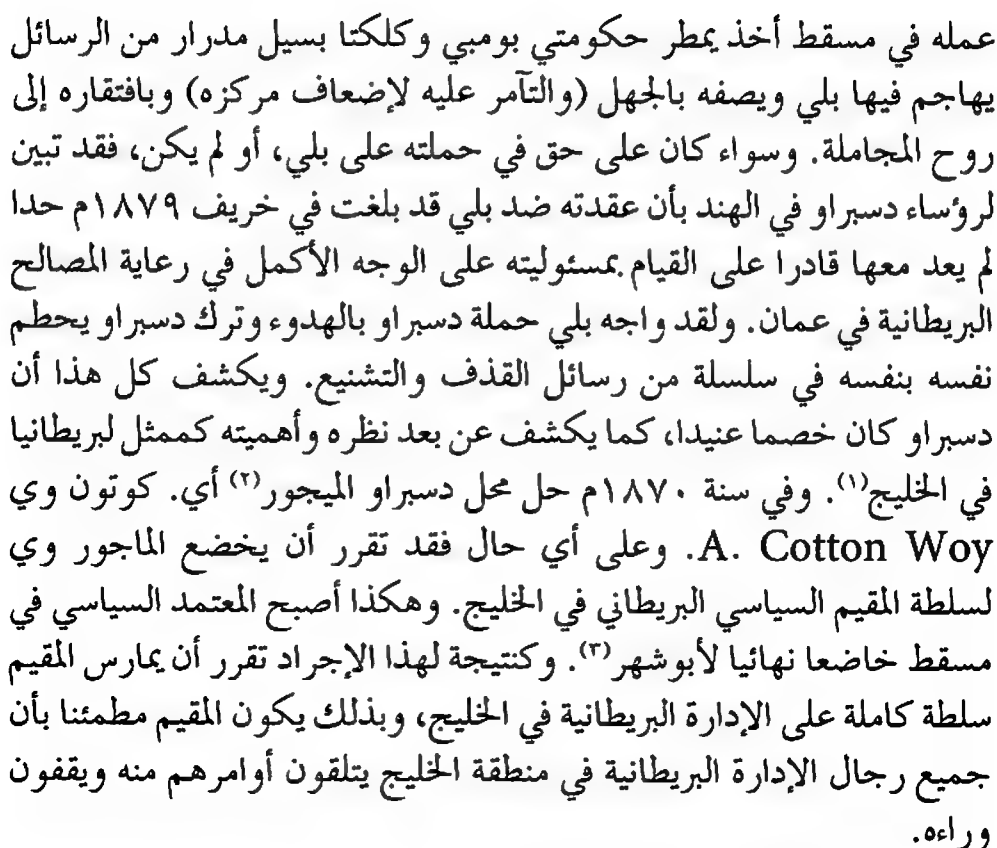 عمله في مسقط أخذ يمطر حكومتي بومبي وكلكتا بسيل مدرار من الرسائل
يهاجم فيها بلي ويصفه بالجهل (والتآمر عليه لإضعاف مركزه) وبافتقاره إلى
روح المجاملة. وسواء كان على حق في حملته على بلي، أو لم يكن، فقد تبين
لرؤساء دسبراو في الهند بأن عقدته ضد بلي قد بلغت في خريف ١٨٧٩م حدا
لم يعد معها قادرا على القيام بمسئوليته على الوجه الأكمل في رعاية المصالح
البريطانية في عمان. ولقد واجه بلي حملة دسبراو بالهدوء وترك دسبراو يحطم
نفسه بنفسه في سلسلة من رسائل القذف والتشنيع. ويكشف كل هذا أن
دسبراو كان خصما عنيدا، كما يكشف عن بعد نظره وأهميته كممثل لبريطانيا
في الخليج(١). وفي سنة ١٨٧٠م حل محل دسبراو الميجور(٢) أي. كوتون وي
A. Cotton Woy. وعلى أي حال فقد تقرر أن يخضع الماجور وي
لسلطة المقيم السياسي البريطاني في الخليج. وهكذا أصبح المعتمد السياسي في
مسقط خاضعا نهائيا لأبوشهر(٣). وكنتيجة لهذا الإجراد تقرر أن يمارس المقيم
سلطة كاملة على الإدارة البريطانية في الخليج، وبذلك يكون المقيم مطمئنا بأن
جميع رجال الإدارة البريطانية في منطقة الخليج يتلقون أوامرهم منه ويقفون
وراءه.